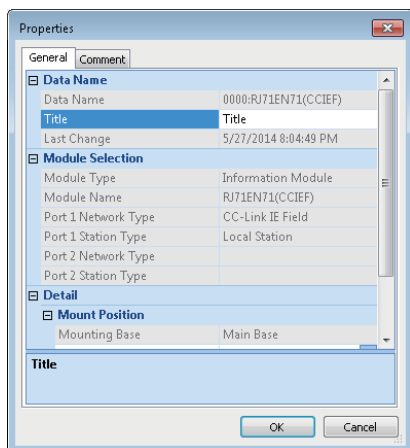 Properties
General Comment
Data Name
Data Name 0000:RJ71EN71(CCIEF)
Title Title
Last Change 5/27/2014 8:04:49 PM
Module Selection
Module Type Information Module
Module Name RJ71EN71(CCIEF)
Port 1 Network Type CC-Link IE Field
Port 1 Station Type Local Station
Port 2 Network Type
Port 2 Station Type
Detail
Mount Position
Mounting Base Main Base
Title
OK Cancel